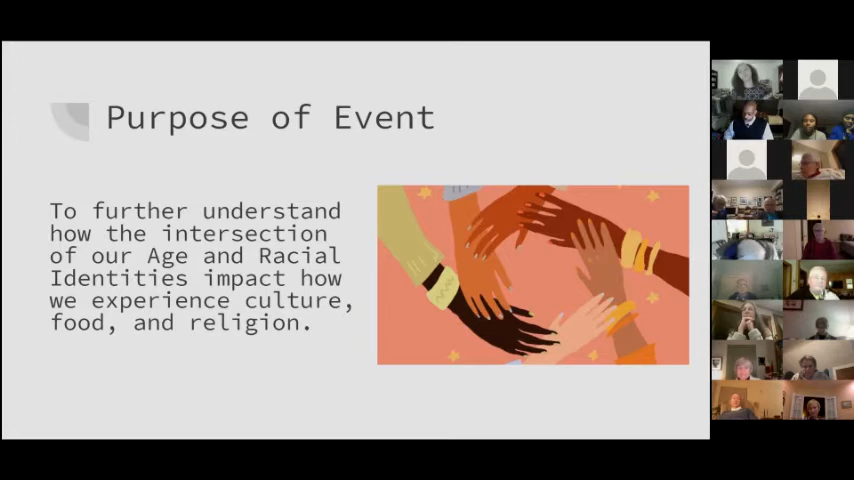 Purpose of Event
To further understand
how the intersection
of our Age and Racial
Identities impact how
we experience culture,
food, and religion.